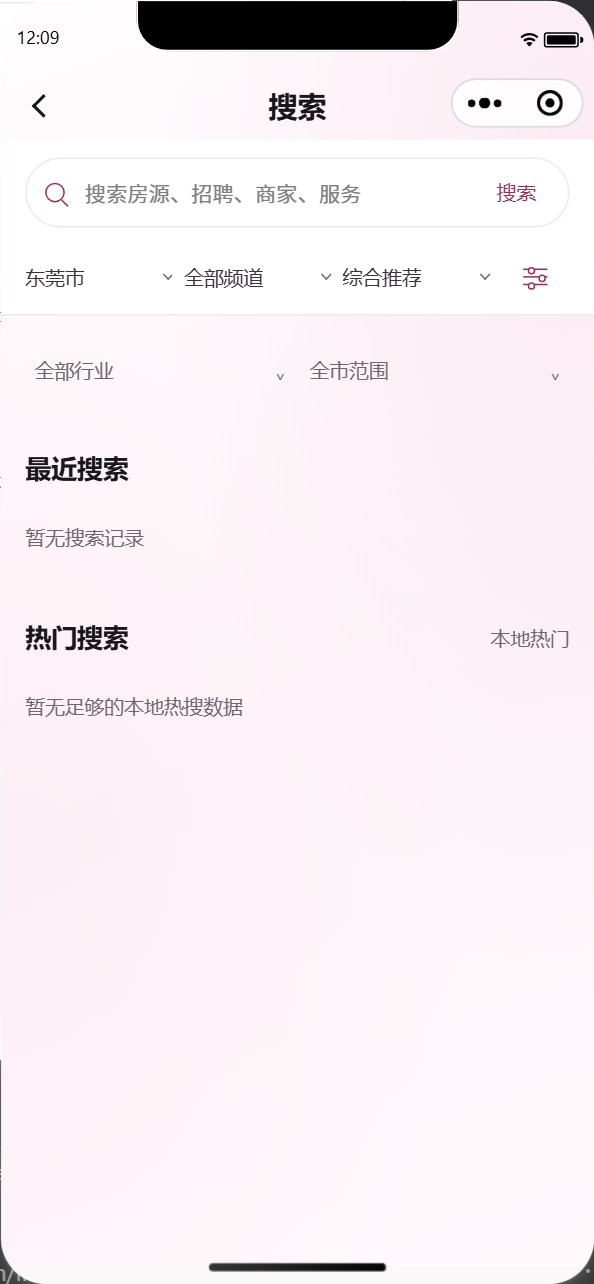 12:09
搜索
搜索房源、招聘、商家、服务 搜索
东莞市 全部频道 综合推荐
全部行业 全市范围
最近搜索
暂无搜索记录
热门搜索 本地热门
暂无足够的本地热搜数据